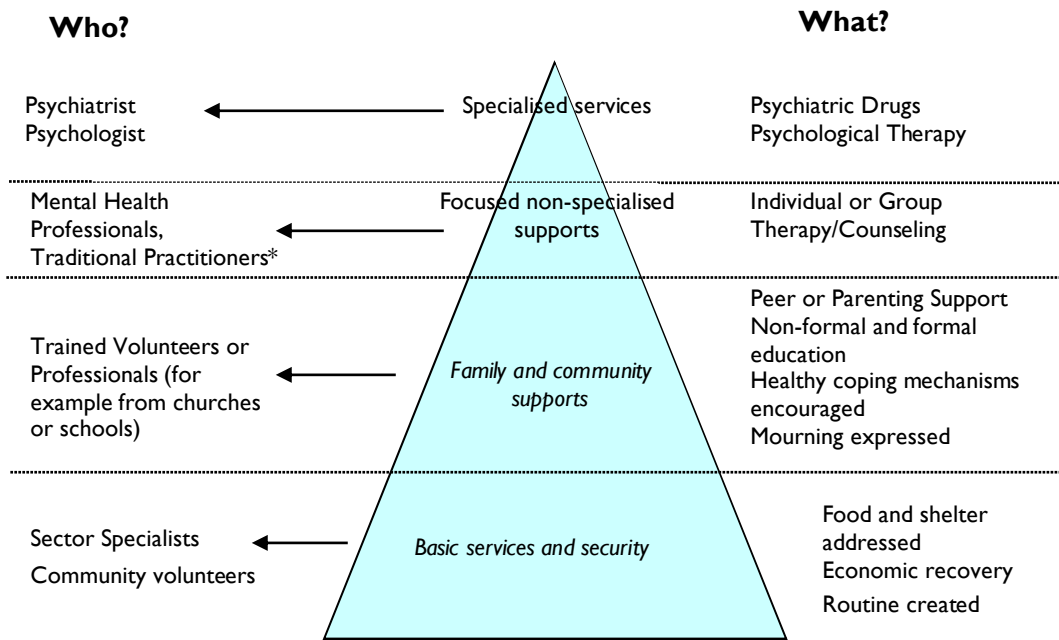 Who?
What?
Psychiatrist
Psychologist
Specialised services
Psychiatric Drugs
Psychological Therapy
Mental Health
Professionals,
Traditional Practitioners*
Focused non-specialised
supports
Individual or Group
Therapy/Counseling
Trained Volunteers or
Professionals (for
example from churches
or schools)
Family and community
supports
Peer or Parenting Support
Non-formal and formal
education
Healthy coping mechanisms
encouraged
Mourning expressed
Sector Specialists
Community volunteers
Basic services and security
Food and shelter
addressed
Economic recovery
Routine created